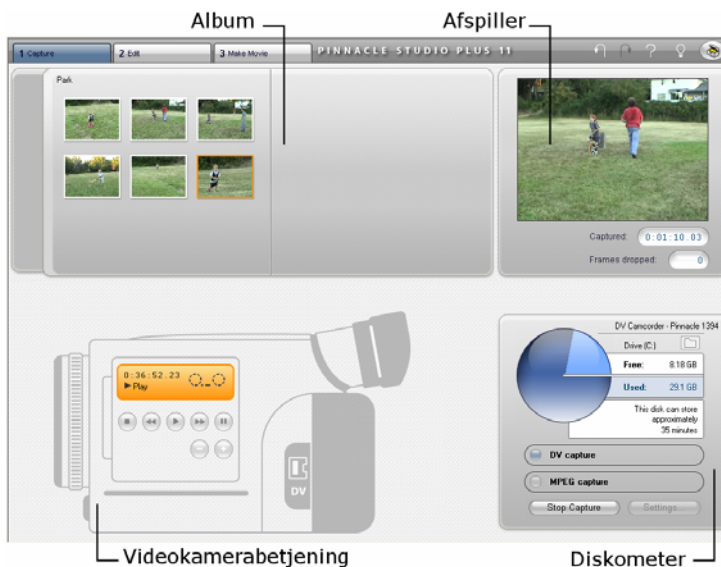 Album
Afspiller
1 Capture
2 Edit
3 Make Movie
PINNACLE STUDIO PLUS 11
Park
Captured: 0:01:10.03
Frames dropped: 0
0:36:52.23
Play
DV
DV Camcorder - Pinnacle 1394
Drive (C:)
Free: 8.18 GB
Used: 29.1 GB
This disk can store
approximately
35 minutes
DV capture
MPEG capture
Stop Capture
Settings...
Videokamerabetjening
Diskometer